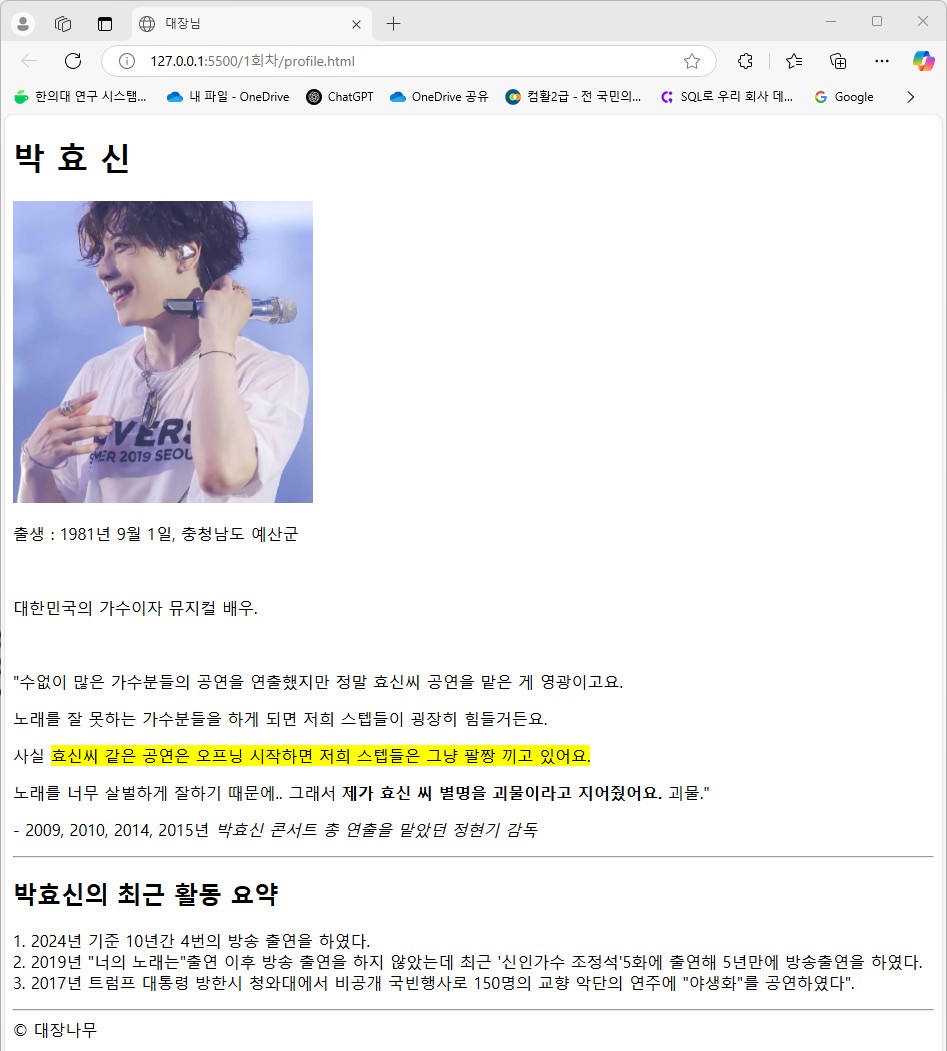 대장님
127.0.0.1:5500/1회차/profile.html
한의대 연구 시스템... 내 파일 - OneDrive ChatGPT OneDrive 공유 컴활2급 - 전 국민의... SQL로 우리 회사 데... Google
박 효 신
EVERS
MER 2019 SEOU
출생 : 1981년 9월 1일, 충청남도 예산군
대한민국의 가수이자 뮤지컬 배우.
"수없이 많은 가수분들의 공연을 연출했지만 정말 효신씨 공연을 맡은 게 영광이고요.
노래를 잘 못하는 가수분들을 하게 되면 저희 스텝들이 굉장히 힘들거든요.
사실 효신씨 같은 공연은 오프닝 시작하면 저희 스텝들은 그냥 팔짱 끼고 있어요.
노래를 너무 살벌하게 잘하기 때문에.. 그래서 제가 효신 씨 별명을 괴물이라고 지어줬어요. 괴물."
- 2009, 2010, 2014, 2015년 박효신 콘서트 총 연출을 맡았던 정현기 감독
박효신의 최근 활동 요약
1. 2024년 기준 10년간 4번의 방송 출연을 하였다.
2. 2019년 "너의 노래는"출연 이후 방송 출연을 하지 않았는데 최근 '신인가수 조정석'5화에 출연해 5년만에 방송출연을 하였다.
3. 2017년 트럼프 대통령 방한시 청와대에서 비공개 국빈행사로 150명의 교향 악단의 연주에 "야생화"를 공연하였다".
© 대장나무